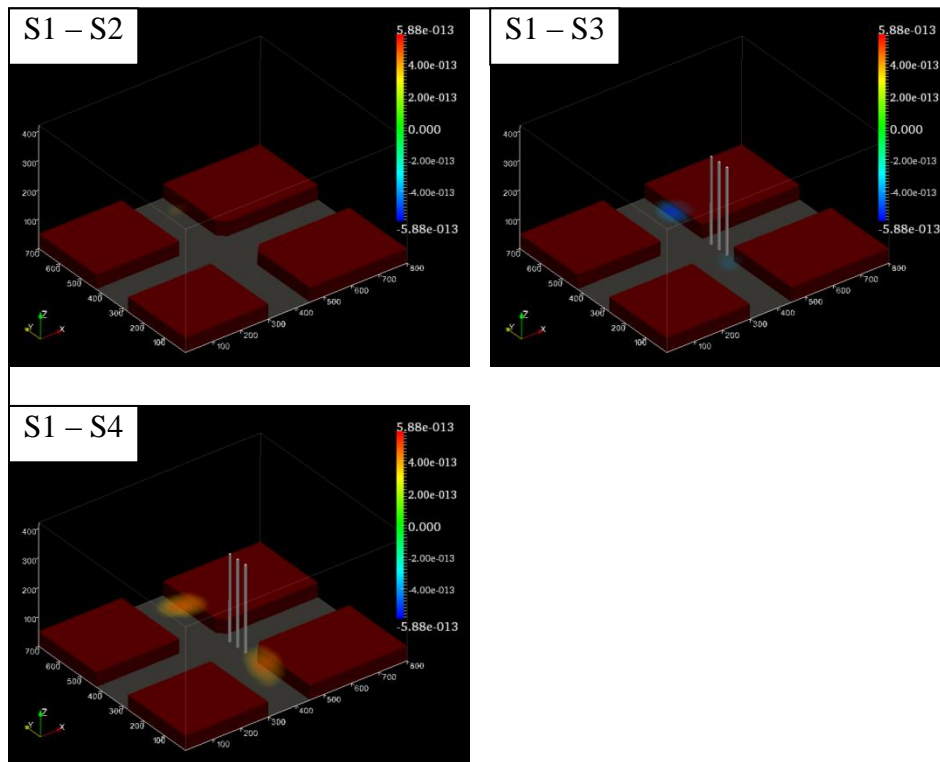 S1 – S2
5.88e-013
4.00e-013
2.00e-013
0.000
-2.00e-013
-4.00e-013
-5.88e-013
400
300
200
100
700
600
500
400
300
200
100
100
200
300
400
500
600
700
800
Z
Y
X
S1 – S3
5.88e-013
4.00e-013
2.00e-013
0.000
-2.00e-013
-4.00e-013
-5.88e-013
400
300
200
100
700
600
500
400
300
200
100
100
200
300
400
500
600
700
800
Z
Y
X
S1 – S4
5.88e-013
4.00e-013
2.00e-013
0.000
-2.00e-013
-4.00e-013
-5.88e-013
400
300
200
100
700
600
500
400
300
200
100
100
200
300
400
500
600
700
800
Z
Y
X